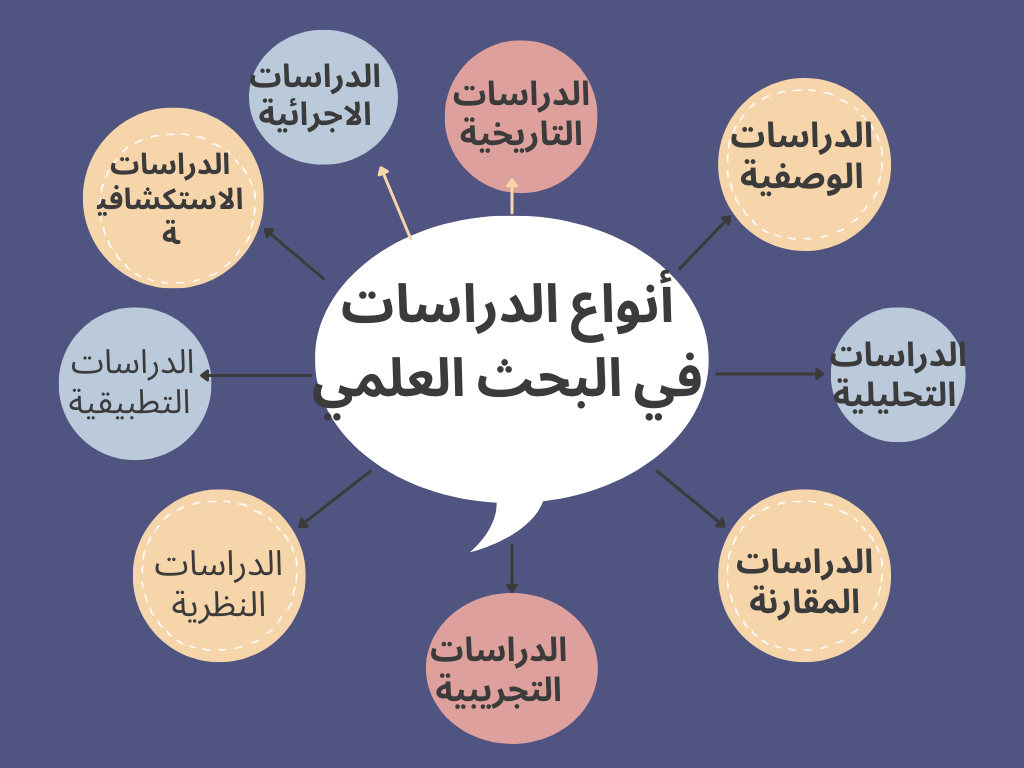 الدراسات
الاجرائية
الدراسات
التاريخية
الدراسات
الوصفية
الدراسات
الاستكشافي
ة
أنواع الدراسات
في البحث العلمي
الدراسات
التطبيقية
الدراسات
التحليلية
الدراسات
النظرية
الدراسات
المقارنة
الدراسات
التجريبية